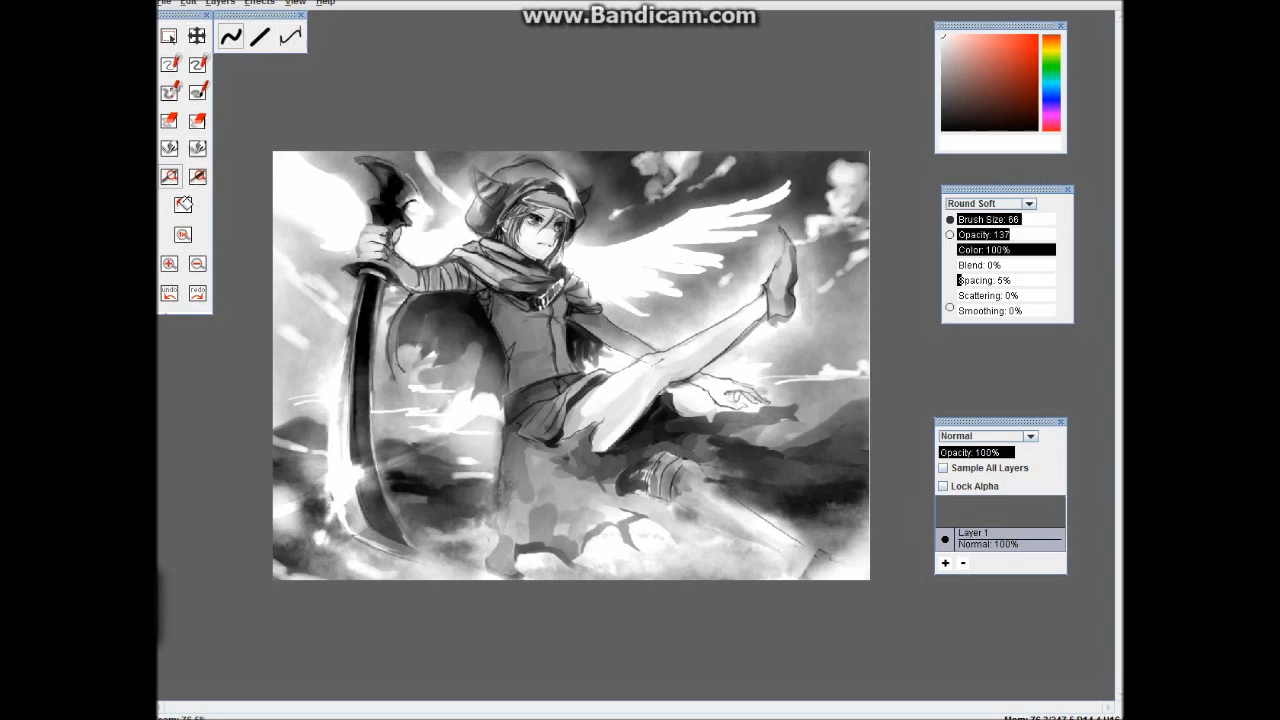 www.Bandicam.com
File Edit Layers Effects View Help
Round Soft
Brush Size: 66
Opacity: 137
Color: 100%
Blend: 0%
Spacing: 5%
Scattering: 0%
Smoothing: 0%
Normal
Opacity: 100%
Sample All Layers
Lock Alpha
Layer 1
Normal: 100%
+ -
undo redo